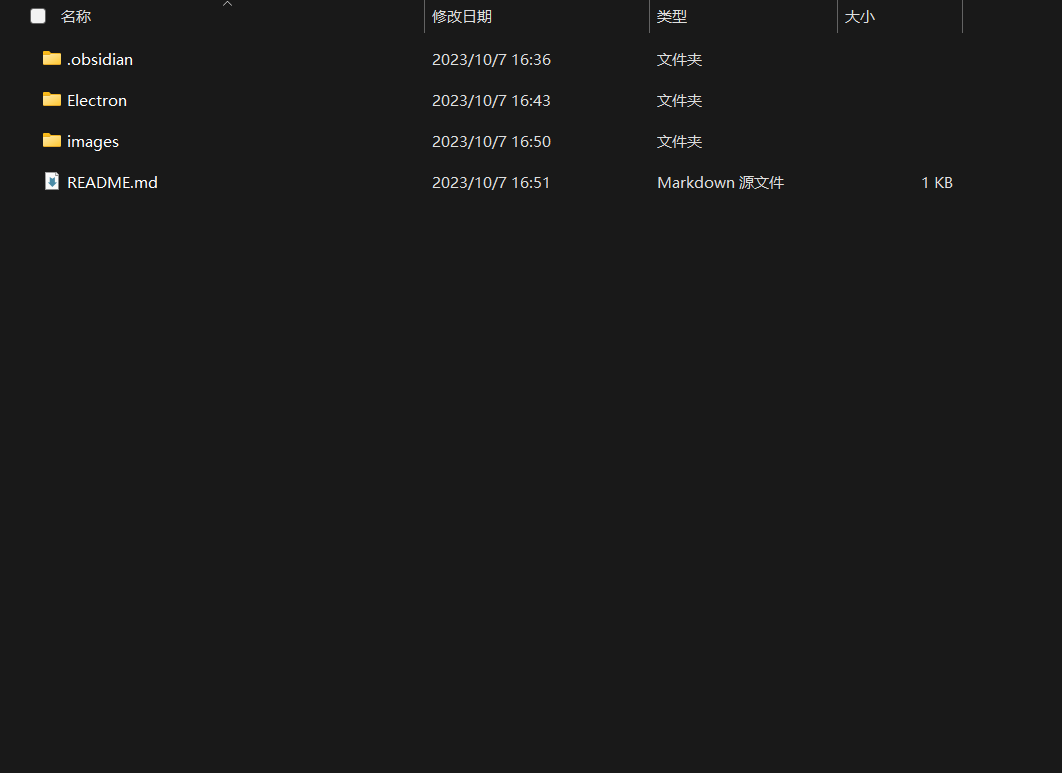 名称 修改日期 类型 大小
.obsidian 2023/10/7 16:36 文件夹
Electron 2023/10/7 16:43 文件夹
images 2023/10/7 16:50 文件夹
README.md 2023/10/7 16:51 Markdown 源文件 1 KB